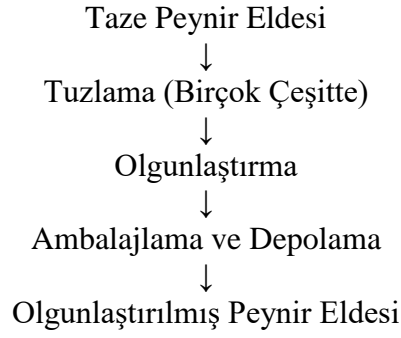 Taze Peynir Eldesi
↓
Tuzlama (Birçok Çeşitte)
↓
Olgunlaştırma
↓
Ambalajlama ve Depolama
↓
Olgunlaştırılmış Peynir Eldesi